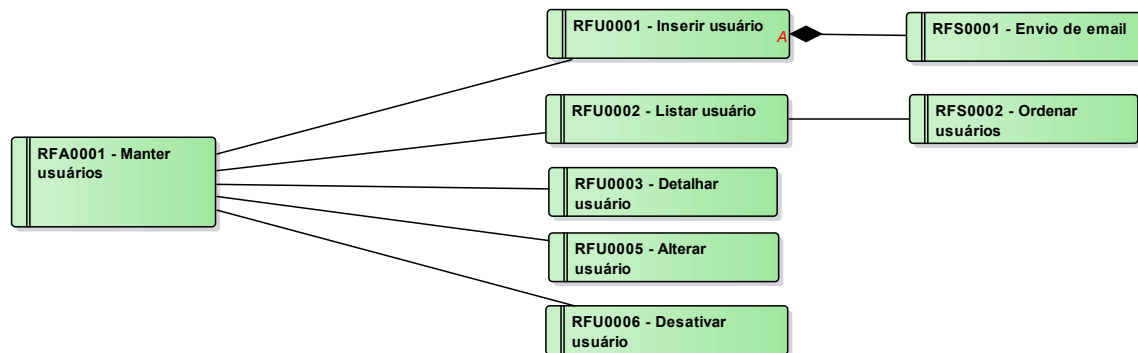 RFU0001 - Inserir usuário
A
RFS0001 - Envio de email
RFU0002 - Listar usuário
RFS0002 - Ordenar
usuários
RFA0001 - Manter
usuários
RFU0003 - Detalhar
usuário
RFU0005 - Alterar
usuário
RFU0006 - Desativar
usuário